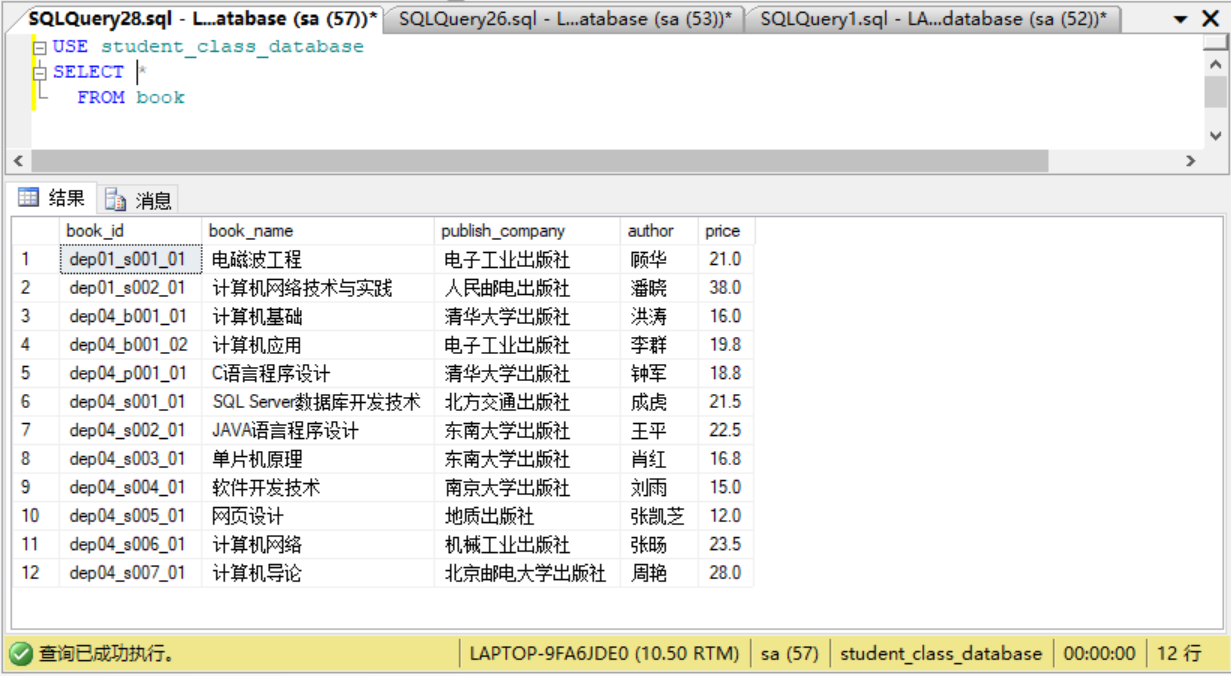 SQLQuery28.sql - L...atabase (sa (57))* SQLQuery26.sql - L...atabase (sa (53))* SQLQuery1.sql - LA...database (sa (52))*
USE student_class_database
SELECT *
FROM book
结果 消息
book_id book_name publish_company author price
1 dep01_s001_01 电磁波工程 电子工业出版社 顾华 21.0
2 dep01_s002_01 计算机网络技术与实践 人民邮电出版社 潘晓 38.0
3 dep04_b001_01 计算机基础 清华大学出版社 洪涛 16.0
4 dep04_b001_02 计算机应用 电子工业出版社 李群 19.8
5 dep04_p001_01 C语言程序设计 清华大学出版社 钟军 18.8
6 dep04_s001_01 SQL Server数据库开发技术 北方交通出版社 成虎 21.5
7 dep04_s002_01 JAVA语言程序设计 东南大学出版社 王平 22.5
8 dep04_s003_01 单片机原理 东南大学出版社 肖红 16.8
9 dep04_s004_01 软件开发技术 南京大学出版社 刘雨 15.0
10 dep04_s005_01 网页设计 地质出版社 张凯芝 12.0
11 dep04_s006_01 计算机网络 机械工业出版社 张旸 23.5
12 dep04_s007_01 计算机导论 北京邮电大学出版社 周艳 28.0
查询已成功执行。 LAPTOP-9FA6JDE0 (10.50 RTM) sa (57) student_class_database 00:00:00 12 行